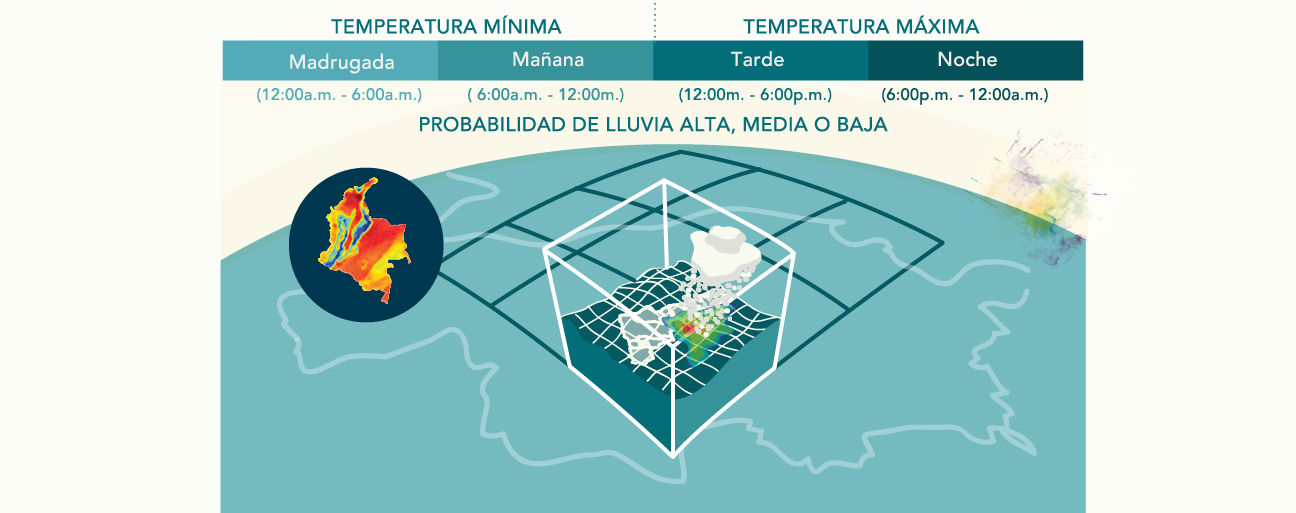 TEMPERATURA MÍNIMA TEMPERATURA MÁXIMA
Madrugada Mañana Tarde Noche
(12:00a.m. - 6:00a.m.) ( 6:00a.m. - 12:00m.) (12:00m. - 6:00p.m.) (6:00p.m. - 12:00a.m.)
PROBABILIDAD DE LLUVIA ALTA, MEDIA O BAJA